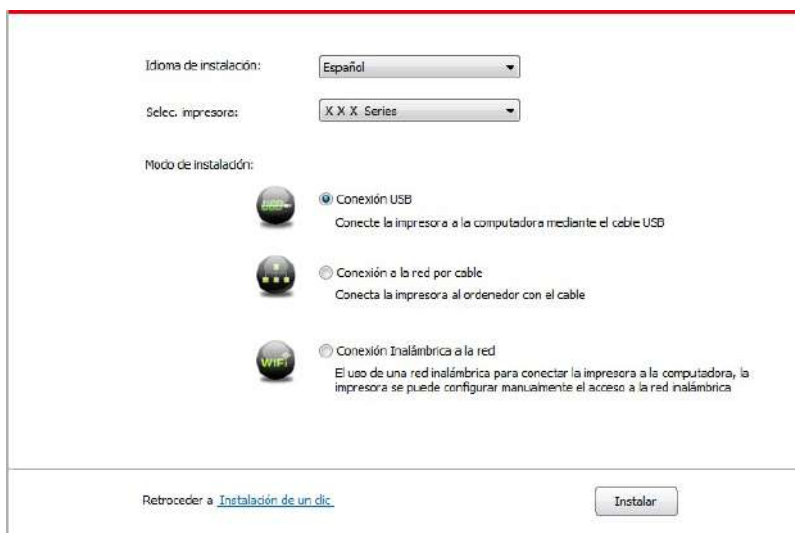 Idioma de instalación:
Español
Selec. impresora:
X X X Series
Modo de instalación:
USB
Conexión USB
Conecte la impresora a la computadora mediante el cable USB
Conexión a la red por cable
Conecta la impresora al ordenedor con el cable
WiFi
Conexión Inalámbrica a la red
El uso de una red inalámbrica para conectar la impresora a la computadora, la
impresora se puede configurar manualmente el acceso a la red inalámbrica
Retroceder a Instalación de un clic
Instalar